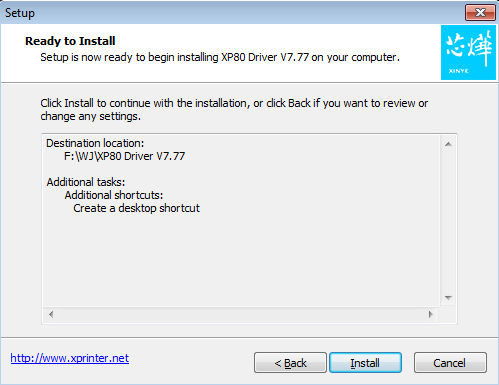 Setup
Ready to Install
Setup is now ready to begin installing XP80 Driver V7.77 on your computer.
芯烨
XINYE
Click Install to continue with the installation, or click Back if you want to review or
change any settings.
Destination location:
F:\WJ\XP80 Driver V7.77
Additional tasks:
Additional shortcuts:
Create a desktop shortcut
http://www.xprinter.net
< Back
Install
Cancel